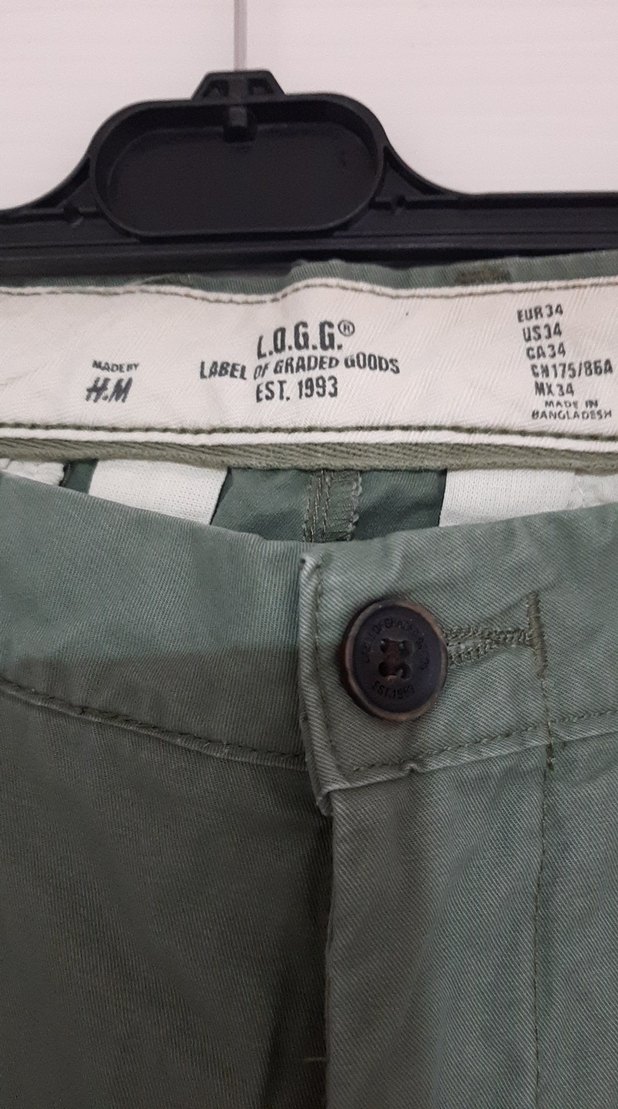 MADE BY
H.M
L.O.G.G.®
LABEL OF GRADED GOODS
EST. 1993
EUR34
US34
CA34
CN175/86A
MX34
MADE IN
BANGLADESH